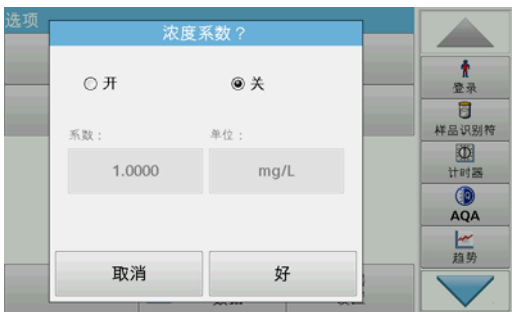 选项
浓度系数？
开
关
系数：
单位：
1.0000
mg/L
取消
好
登录
样品识别符
计时器
AQA
趋势